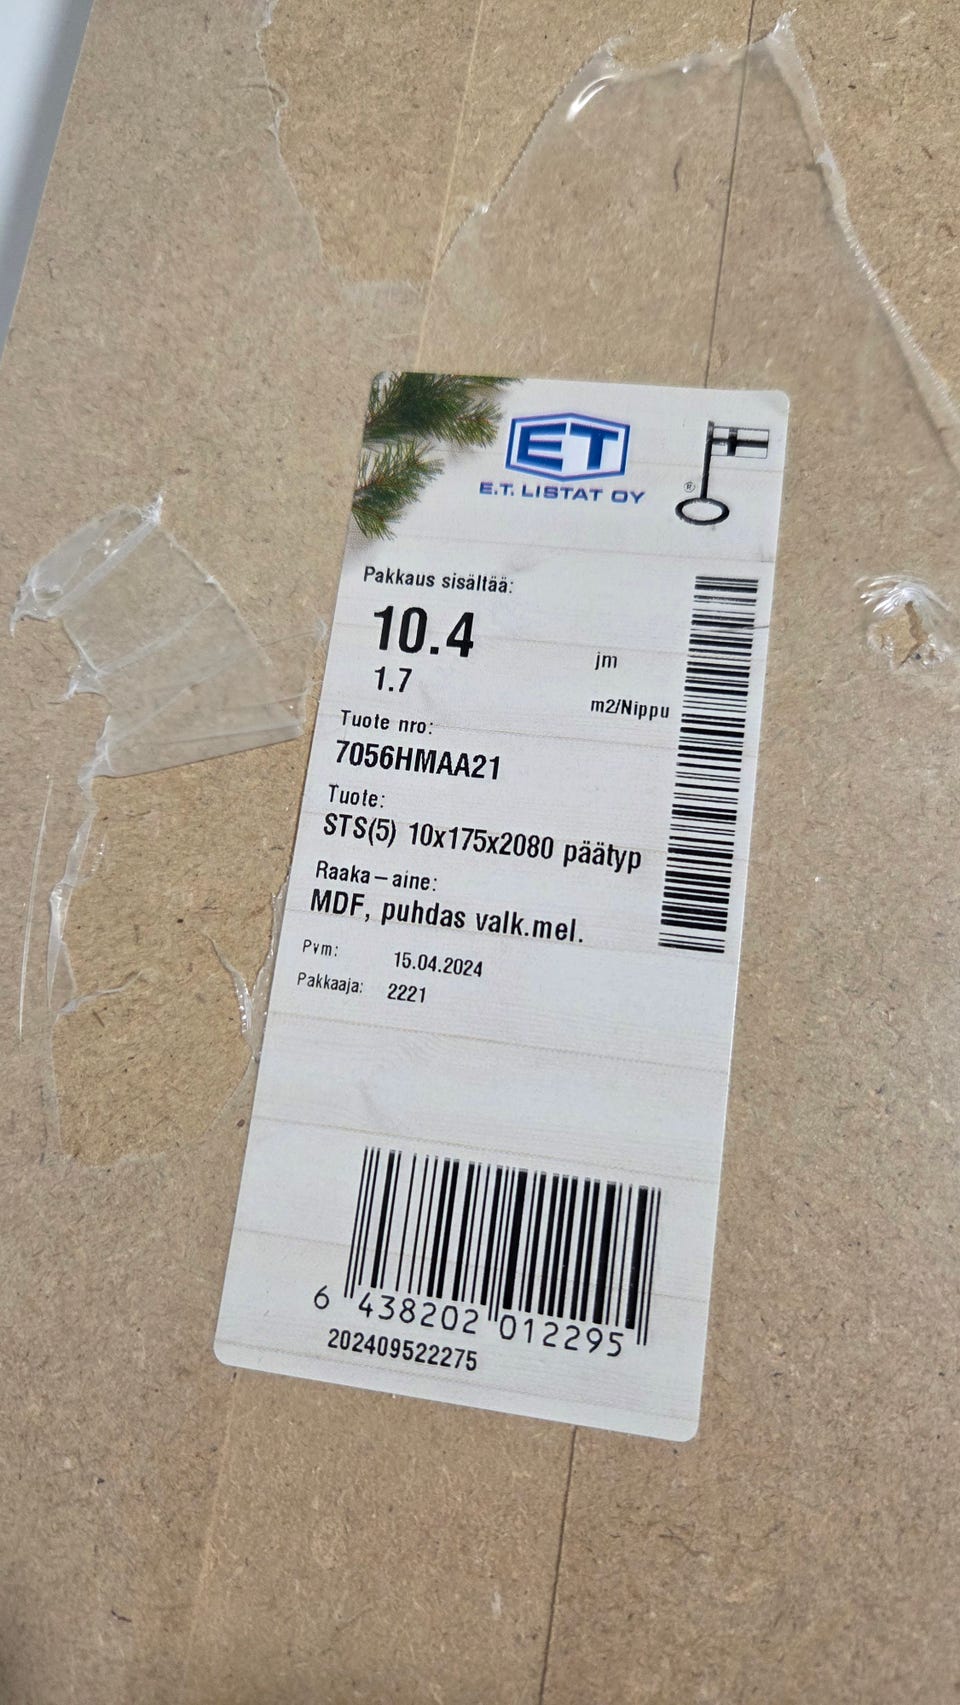 ET
E.T. LISTAT OY
®
Pakkaus sisältää:
10.4 jm
1.7 m2/Nippu
Tuote nro:
7056HMAA21
Tuote:
STS(5) 10x175x2080 päätyp
Raaka-aine:
MDF, puhdas valk.mel.
Pvm: 15.04.2024
Pakkaaja: 2221
6 438202 012295
202409522275